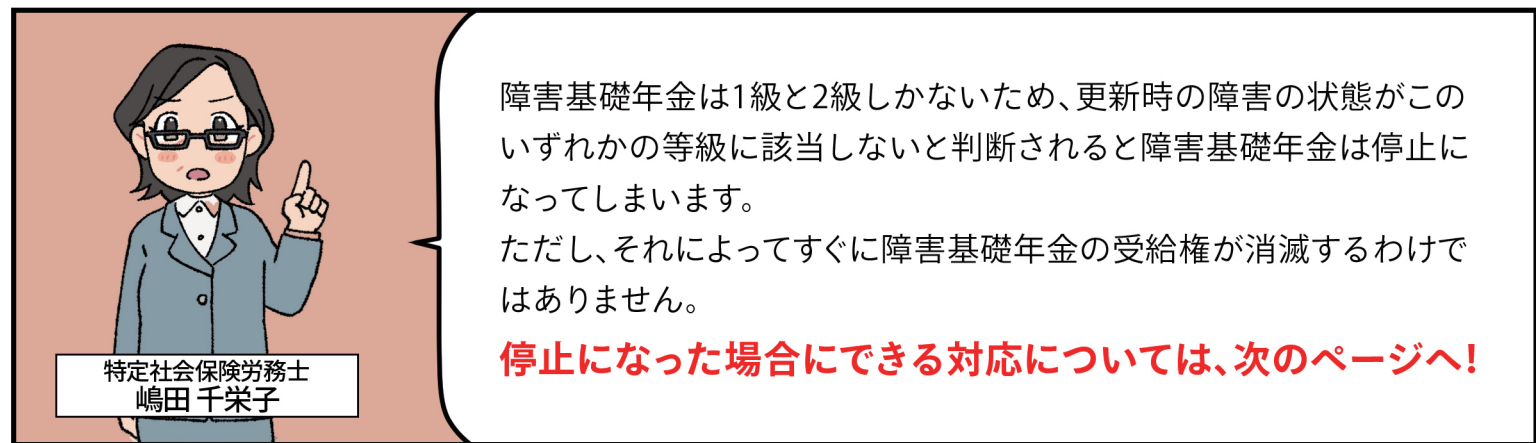 障害基礎年金は1級と2級しかないため、更新時の障害の状態がこの
いずれかの等級に該当しないと判断されると障害基礎年金は停止に
なってしまいます。
ただし、それによってすぐに障害基礎年金の受給権が消滅するわけで
はありません。
停止になった場合にできる対応については、次のページへ!
特定社会保険労務士
嶋田 千栄子